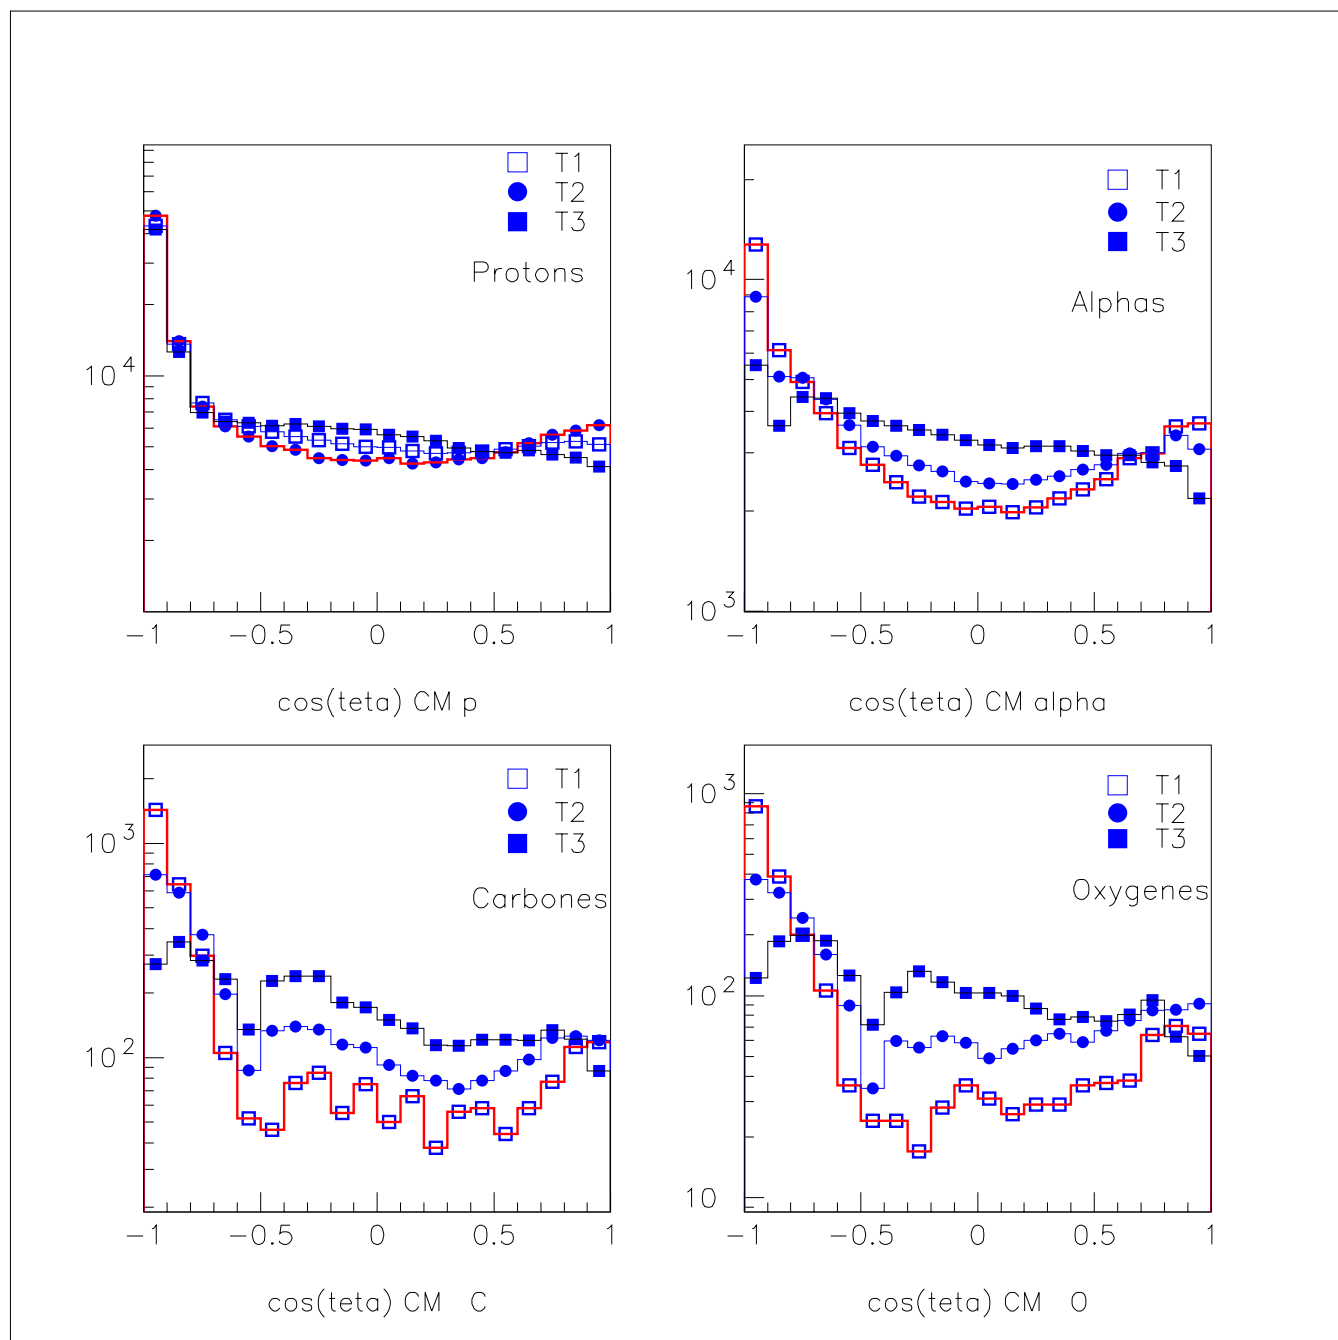 T1
T2
T3
Protons
10 4
−1 −0.5 0 0.5 1
cos(teta) CM p
T1
T2
T3
Alphas
10 4
10 3
−1 −0.5 0 0.5 1
cos(teta) CM alpha
T1
T2
T3
Carbones
10 3
10 2
−1 −0.5 0 0.5 1
cos(teta) CM C
T1
T2
T3
Oxygenes
10 3
10 2
10
−1 −0.5 0 0.5 1
cos(teta) CM O